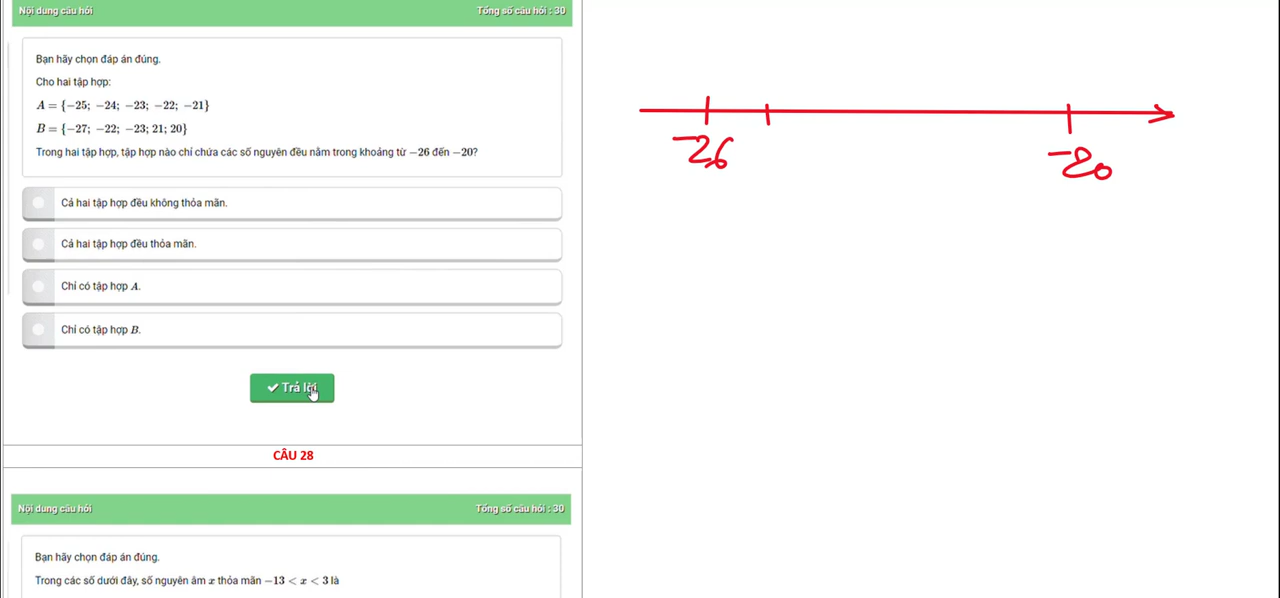 Nội dung câu hỏi
Tổng số câu hỏi : 30
Bạn hãy chọn đáp án đúng.
Cho hai tập hợp:
A = {−25; −24; −23; −22; −21}
B = {−27; −22; −23; 21; 20}
Trong hai tập hợp, tập hợp nào chỉ chứa các số nguyên đều nằm trong khoảng từ −26 đến −20?
Cả hai tập hợp đều không thỏa mãn.
Cả hai tập hợp đều thỏa mãn.
Chỉ có tập hợp A.
Chỉ có tập hợp B.
Trả lời
CÂU 28
Nội dung câu hỏi
Tổng số câu hỏi : 30
Bạn hãy chọn đáp án đúng.
Trong các số dưới đây, số nguyên âm x thỏa mãn −13 < x < 3 là
−26
−20